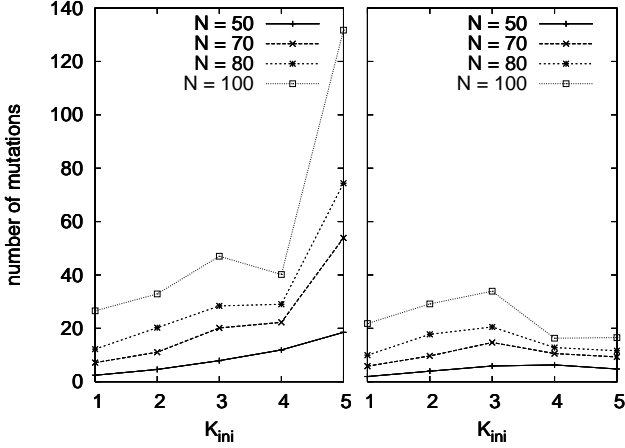 number of mutations
140
120
100
80
60
40
20
0
N = 50
N = 70
N = 80
N = 100
1 2 3 4 5
K_ini
N = 50
N = 70
N = 80
N = 100
1 2 3 4 5
K_ini